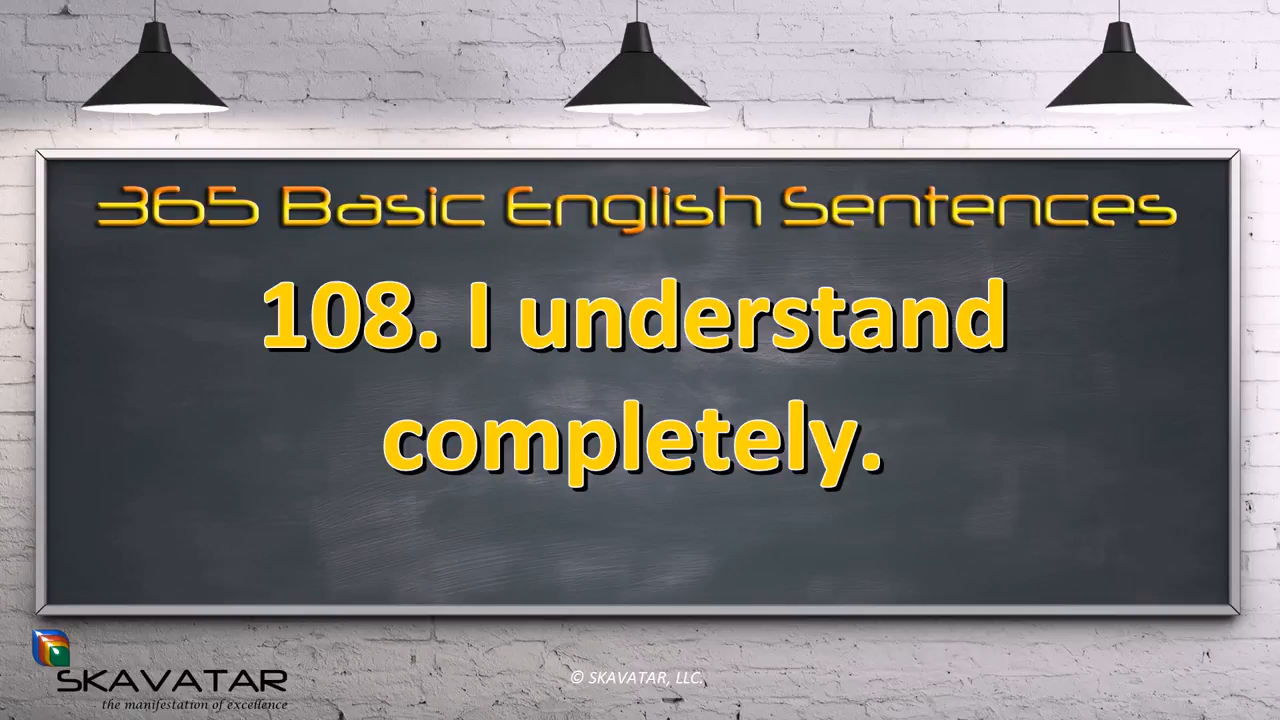 365 Basic English Sentences
108. I understand
completely.
SKAVATAR
the manifestation of excellence
© SKAVATAR, LLC.